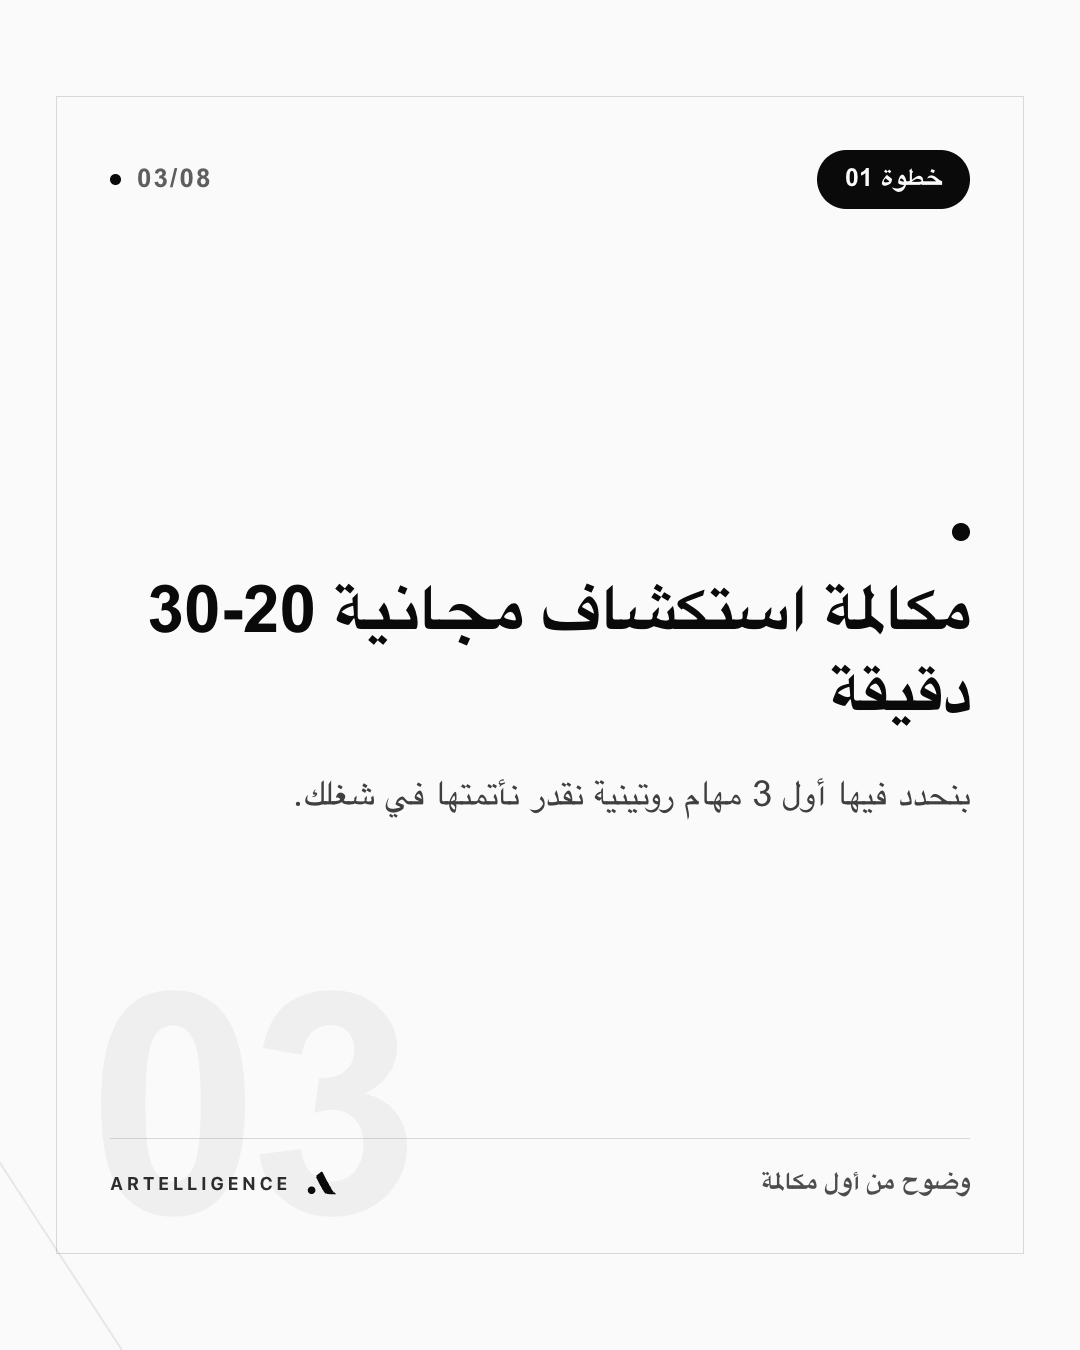 خطوة 01
03/08
مكالمة استكشاف مجانية 20-30
دقيقة
بنحدد فيها أول 3 مهام روتينية نقدر نأتمتها في شغلك.
03
وضوح من أول مكالمة
ARTELLIGENCE